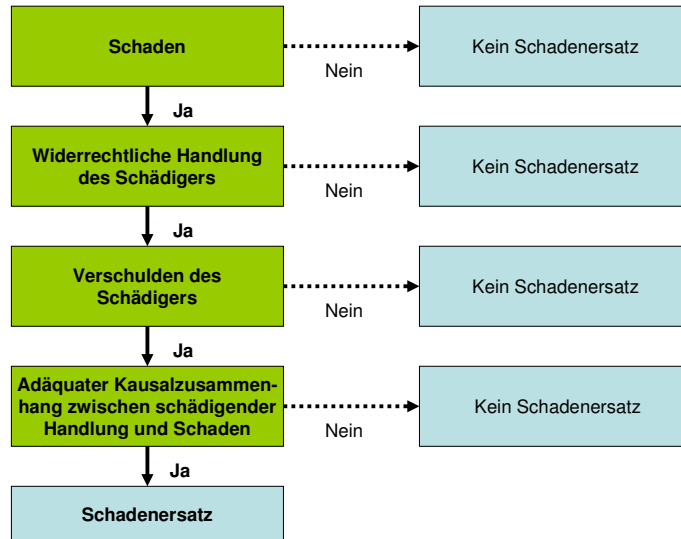 Schaden
Nein
Kein Schadenersatz
Ja
Widerrechtliche Handlung
des Schädigers
Nein
Kein Schadenersatz
Ja
Verschulden des
Schädigers
Nein
Kein Schadenersatz
Ja
Adäquater Kausalzusammen-
hang zwischen schädigender
Handlung und Schaden
Nein
Kein Schadenersatz
Ja
Schadenersatz